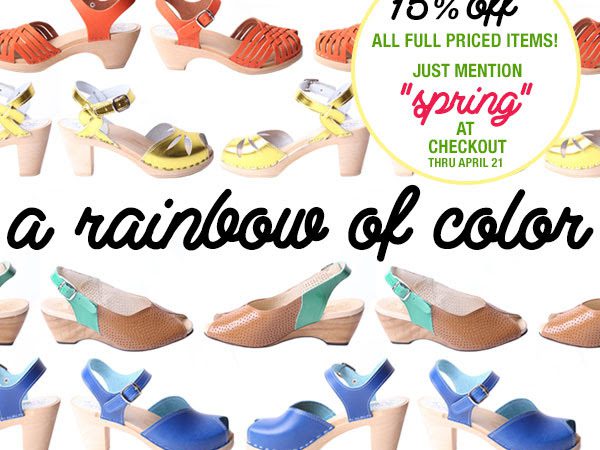 15% off
ALL FULL PRICED ITEMS!
JUST MENTION
"spring"
AT
CHECKOUT
THRU APRIL 21
a rainbow of color